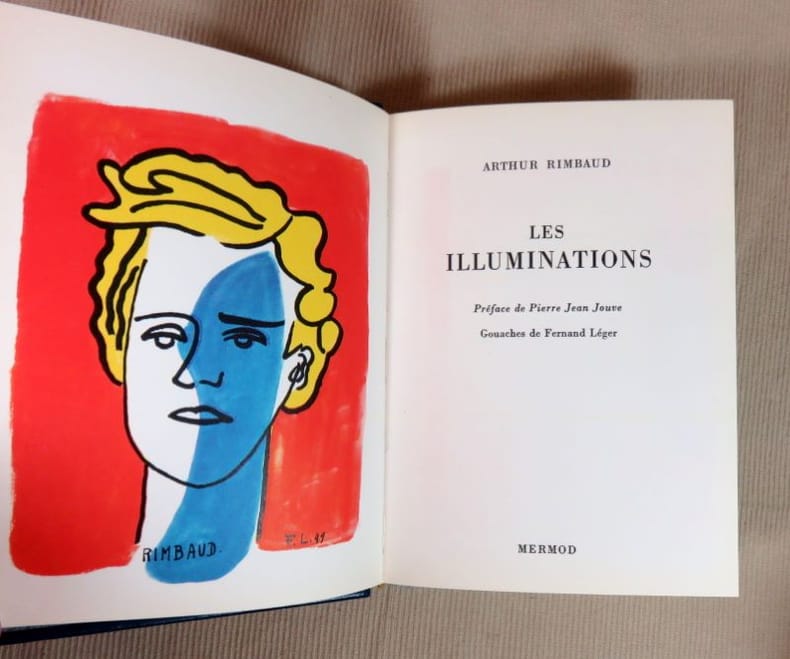 RIMBAUD.
F. L. 49
ARTHUR RIMBAUD
LES
ILLUMINATIONS
Préface de Pierre Jean Jouve
Gouaches de Fernand Léger
MERMOD